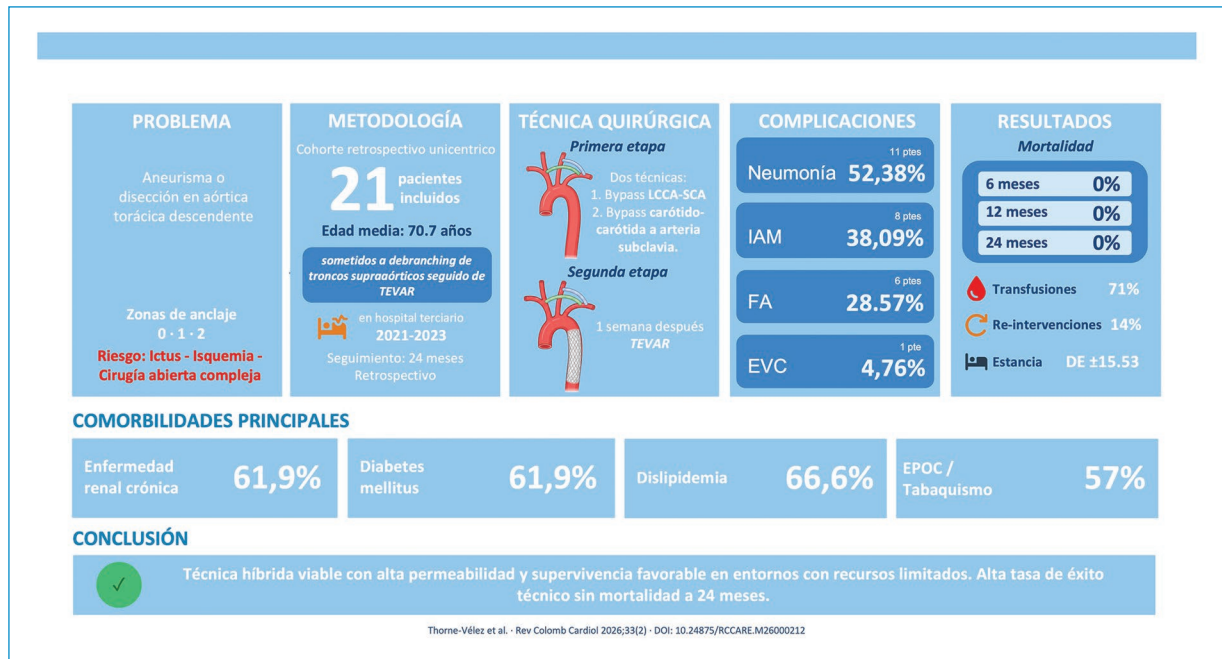 PROBLEMA
Aneurisma o
disección en aórtica
torácica descendente
Zonas de anclaje
0 · 1 · 2
Riesgo: Ictus - Isquemia -
Cirugía abierta compleja
METODOLOGÍA
Cohorte retrospectivo unicentrico
21 pacientes
incluidos
Edad media: 70.7 años
sometidos a debranching de
troncos supraaórticos seguido de
TEVAR
en hospital terciario
2021-2023
Seguimiento: 24 meses
Retrospectivo
TÉCNICA QUIRÚRGICA
Primera etapa
Dos técnicas:
1. Bypass LCCA-SCA
2. Bypass carótido-
carótida a arteria
subclavia.
Segunda etapa
1 semana después
TEVAR
COMPLICACIONES
11 ptes
Neumonía 52,38%
8 ptes
IAM 38,09%
6 ptes
FA 28.57%
1 pte
EVC 4,76%
RESULTADOS
Mortalidad
6 meses 0%
12 meses 0%
24 meses 0%
Transfusiones 71%
Re-intervenciones 14%
Estancia DE ±15.53
COMORBILIDADES PRINCIPALES
Enfermedad
renal crónica 61,9%
Diabetes
mellitus 61,9%
Dislipidemia 66,6%
EPOC /
Tabaquismo 57%
CONCLUSIÓN
Técnica híbrida viable con alta permeabilidad y supervivencia favorable en entornos con recursos limitados. Alta tasa de éxito
técnico sin mortalidad a 24 meses.
Thorne-Vélez et al. · Rev Colomb Cardiol 2026;33(2) · DOI: 10.24875/RCCARE.M26000212